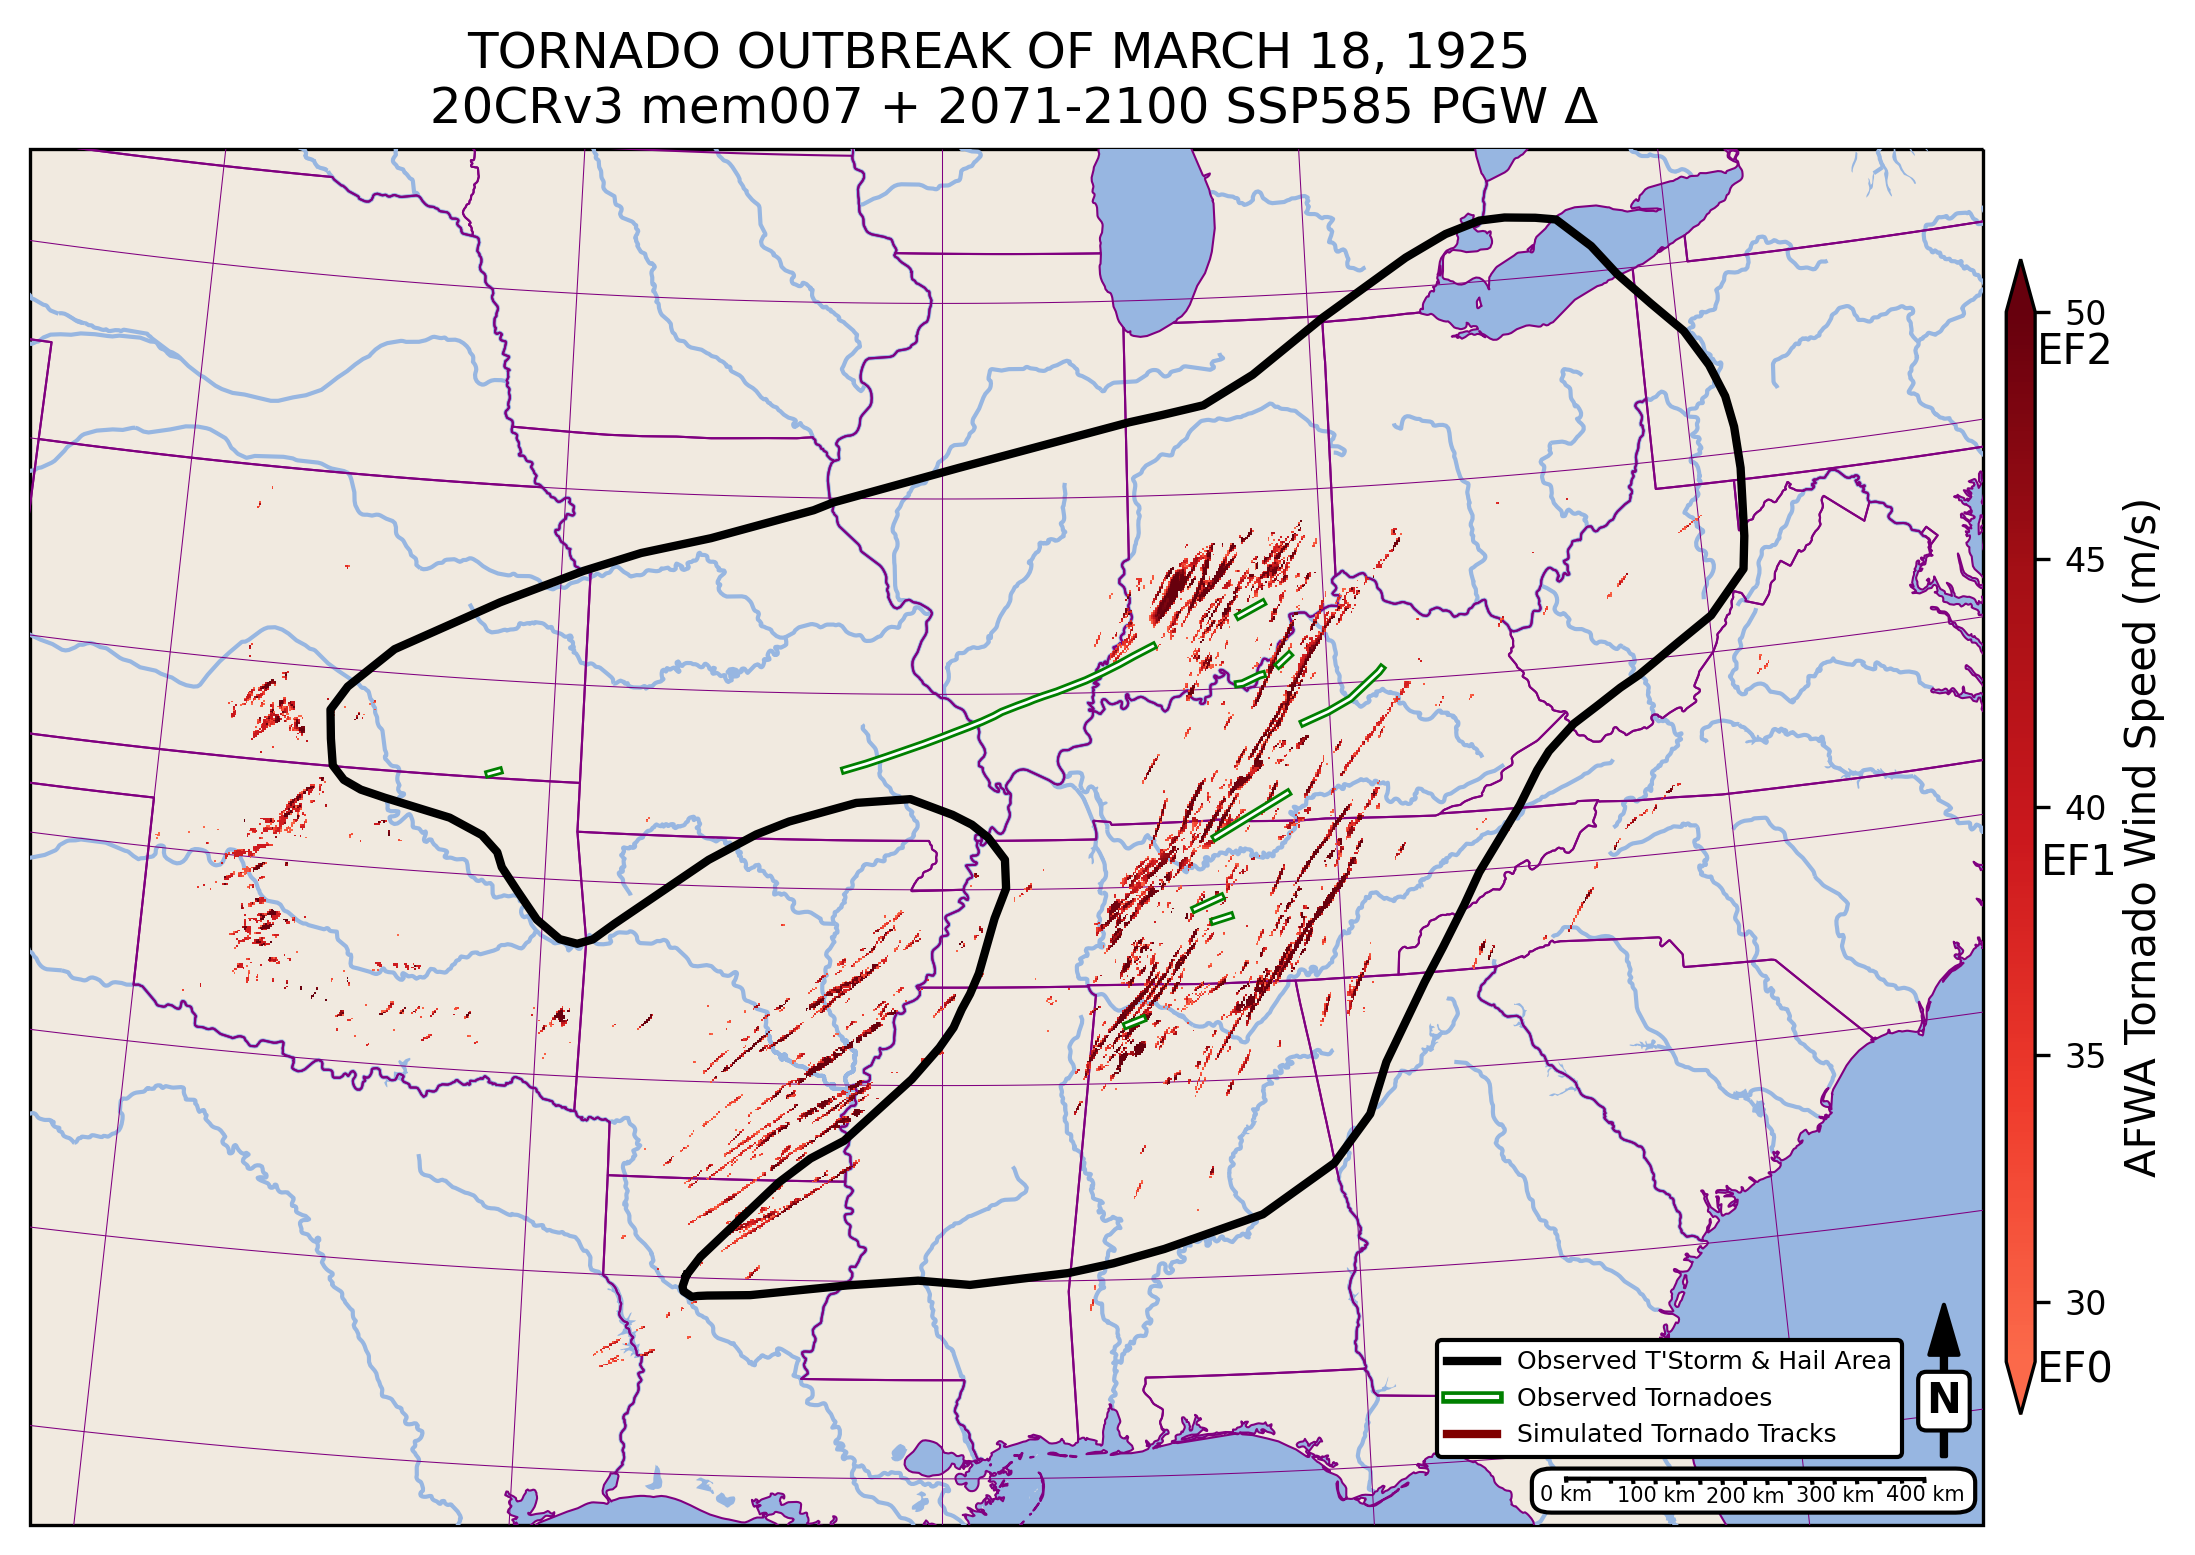 TORNADO OUTBREAK OF MARCH 18, 1925
20CRv3 mem007 + 2071-2100 SSP585 PGW Δ
50
EF2
45
40
EF1
35
30
EF0
AFWA Tornado Wind Speed (m/s)
Observed T'Storm & Hail Area
Observed Tornadoes
Simulated Tornado Tracks
N
0 km 100 km 200 km 300 km 400 km